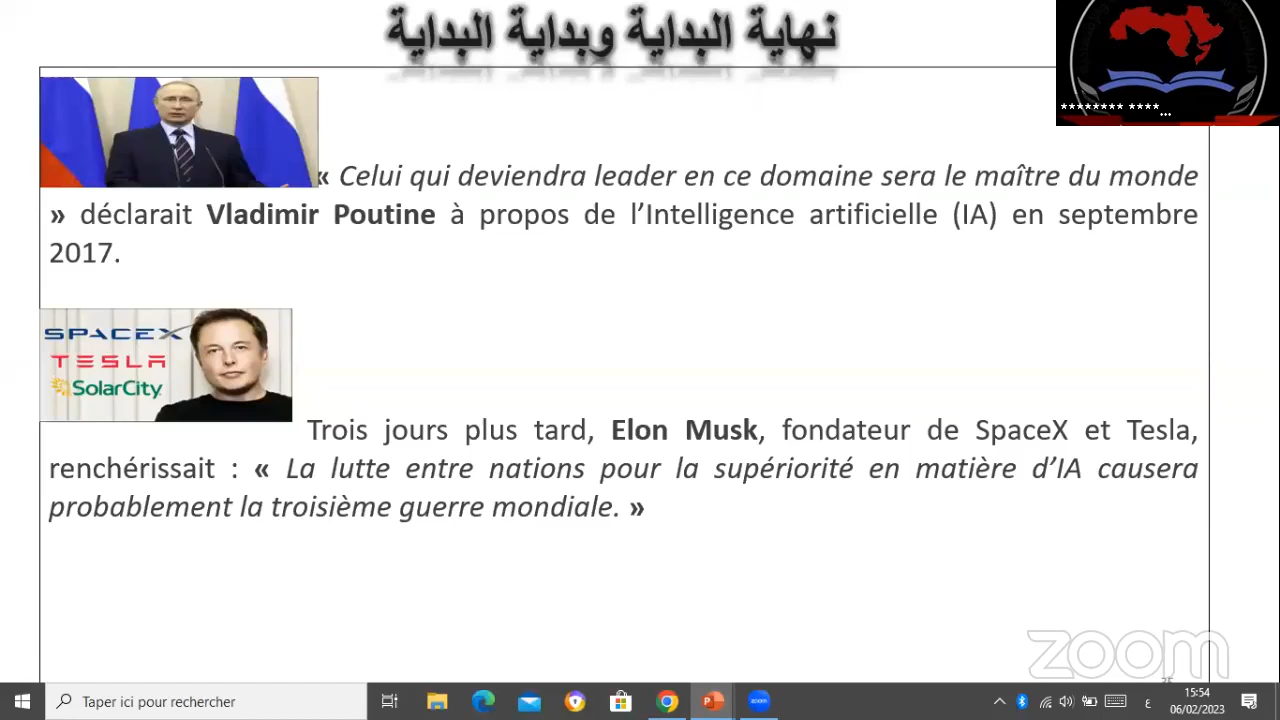 نهاية البداية وبداية البداية
******** ****...
« Celui qui deviendra leader en ce domaine sera le maître du monde
» déclarait Vladimir Poutine à propos de l’Intelligence artificielle (IA) en septembre
2017.
SPACEX
TESLA
SolarCity
Trois jours plus tard, Elon Musk, fondateur de SpaceX et Tesla,
renchérissait : « La lutte entre nations pour la supériorité en matière d’IA causera
probablement la troisième guerre mondiale. »
zoom
Taper ici pour rechercher
zoom
ع
15:54
06/02/2023